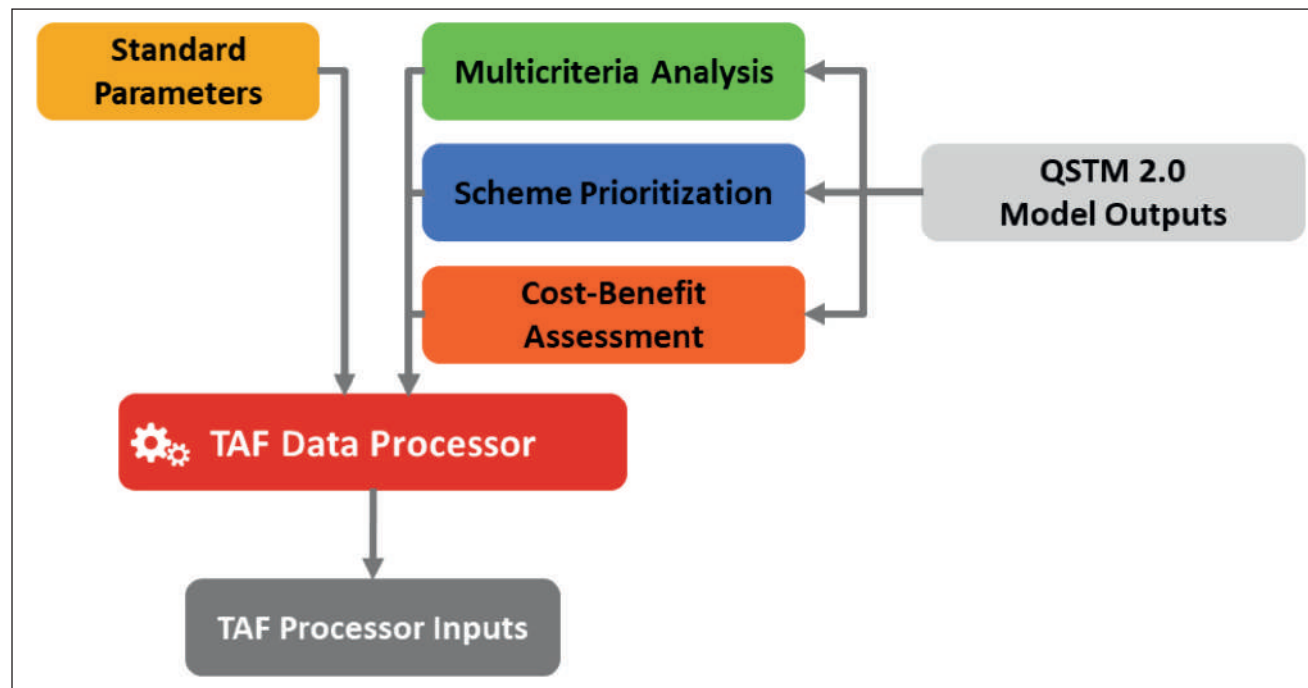 Standard
Parameters
Multicriteria Analysis
Scheme Prioritization
QSTM 2.0
Model Outputs
Cost-Benefit
Assessment
TAF Data Processor
TAF Processor Inputs